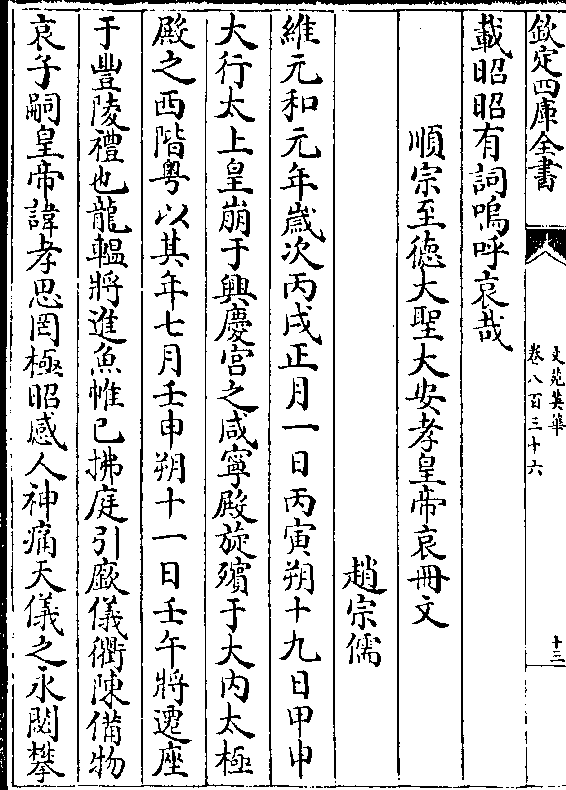 欽定四庫全書
文苑英華
卷八百三十六
十三
載昭昭有詞嗚呼哀哉
順宗至德大聖大安孝皇帝哀冊文
趙宗儒
維元和元年歲次丙戌正月一日丙寅朔十九日甲申
大行太上皇崩于興慶宮之咸寧殿旋殯于大內太極
殿之西階粵以其年七月壬申朔十一日壬午將遷座
于豐陵禮也龍輼將進魚帷已拂庭引廞儀衢陳備物
哀子嗣皇帝諱孝思罔極昭感人神痛天儀之永閟攀